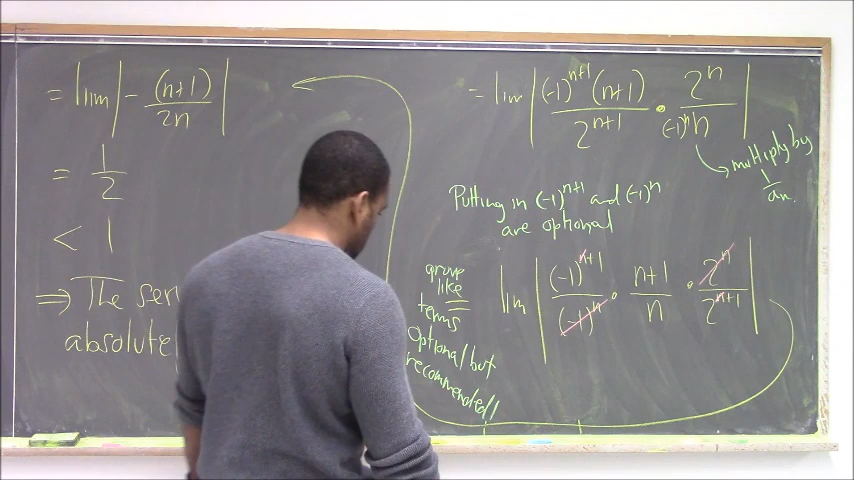 = lim | - (n+1) / 2n |
= 1/2
< 1
⇒ The ser
absolute
= lim | (-1)^{n+1} (n+1) / 2^{n+1} · 2^n / (-1)^n n |
multiply by
1/an.
Putting in (-1)^{n+1} and (-1)^n
are optional
group
like
terms
optional but
recommended!
= lim | (-1)^{n+1} / (-1)^n · n+1 / n · 2^n / 2^{n+1} |